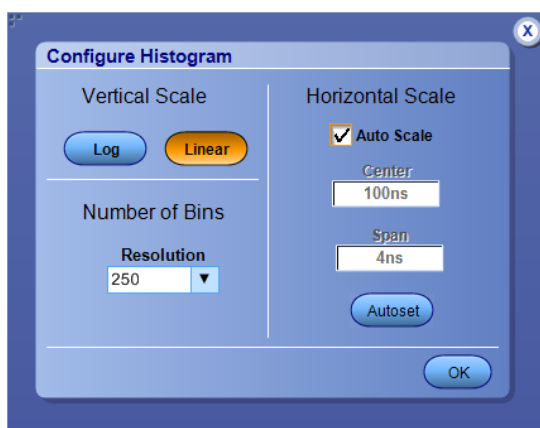 X
Configure Histogram
Vertical Scale
Log Linear
Number of Bins
Resolution
250
Horizontal Scale
Auto Scale
Center
100ns
Span
4ns
Autoset
OK